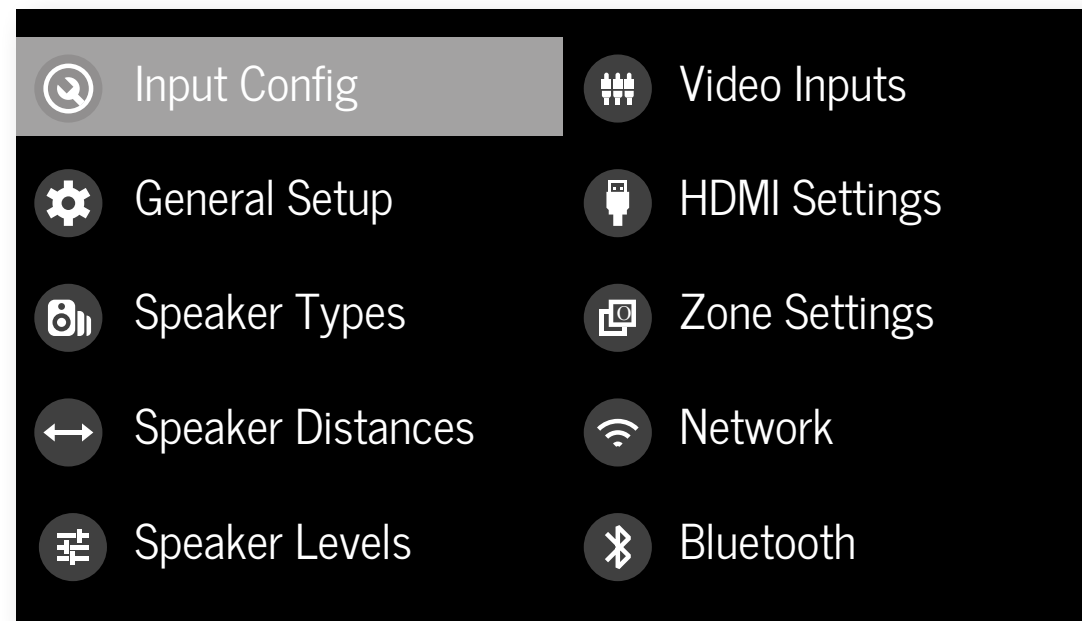 Input Config
General Setup
Speaker Types
Speaker Distances
Speaker Levels
Video Inputs
HDMI Settings
O
Zone Settings
Network
Bluetooth